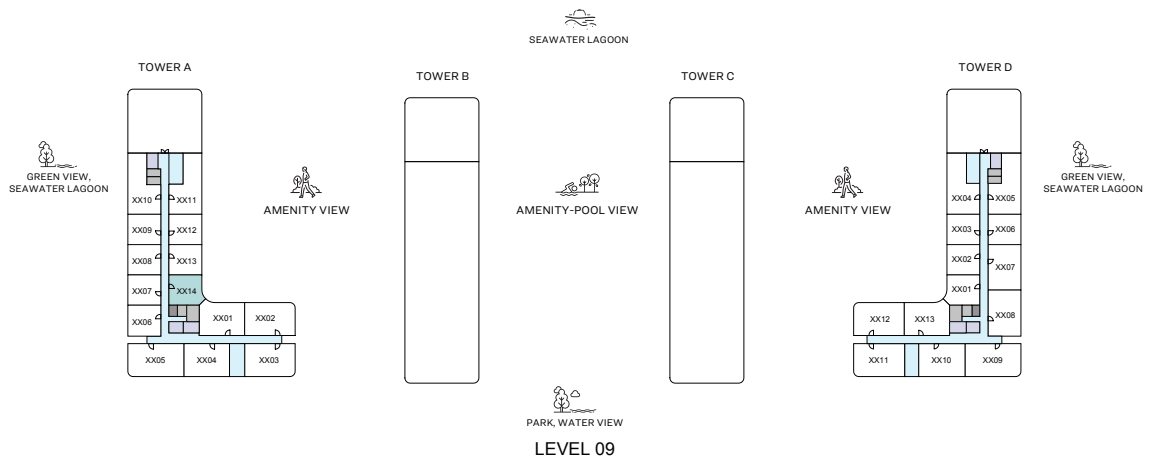 SEAWATER LAGOON
TOWER A
TOWER B
TOWER C
TOWER D
GREEN VIEW,
SEAWATER LAGOON
AMENITY VIEW
AMENITY-POOL VIEW
AMENITY VIEW
GREEN VIEW,
SEAWATER LAGOON
XX10 XX11
XX09 XX12
XX08 XX13
XX07 XX14
XX06 XX01 XX02
XX05 XX04 XX03
XX04 XX05
XX03 XX06
XX02 XX07
XX01
XX12 XX13 XX08
XX11 XX10 XX09
PARK, WATER VIEW
LEVEL 09